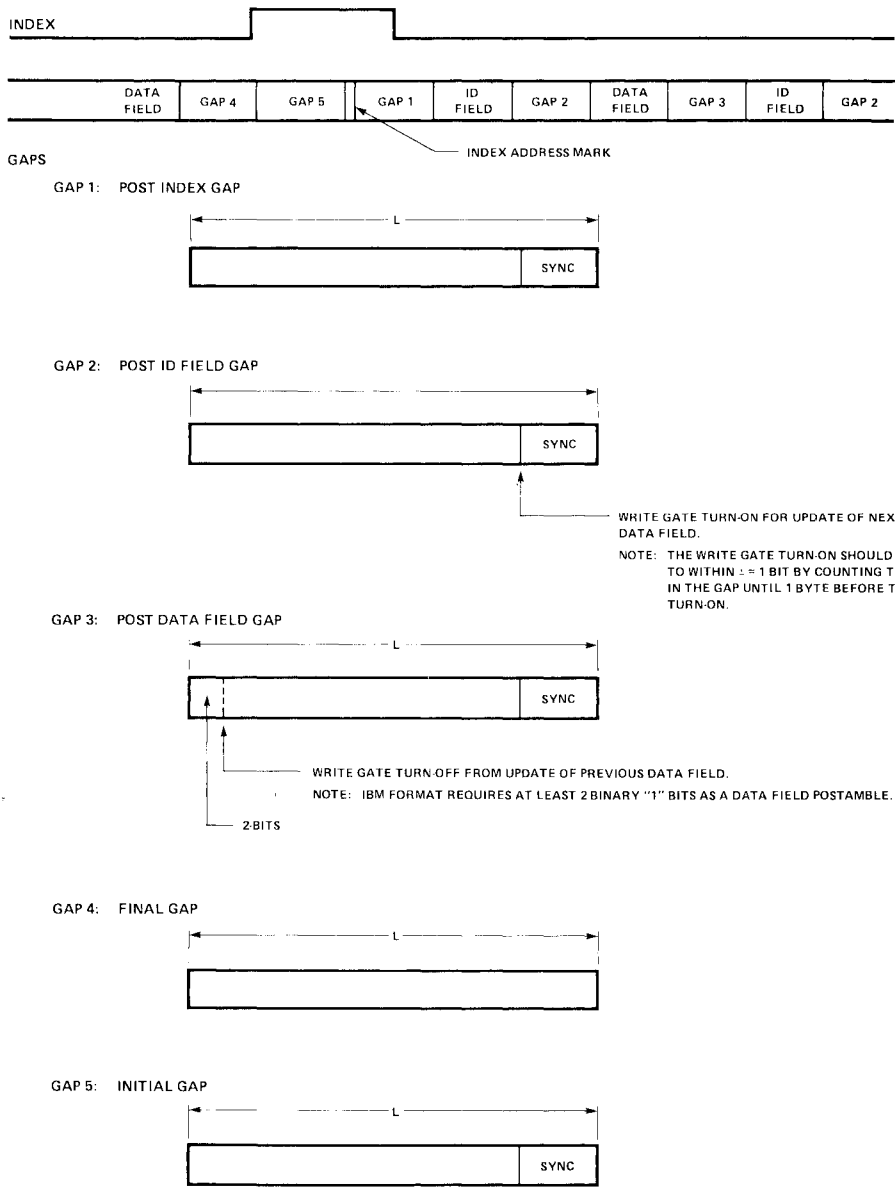 INDEX
DATA FIELD GAP 4 GAP 5 GAP 1 ID FIELD GAP 2 DATA FIELD GAP 3 ID FIELD GAP 2
INDEX ADDRESS MARK
GAPS
GAP 1: POST INDEX GAP
L
SYNC
GAP 2: POST ID FIELD GAP
SYNC
WRITE GATE TURN-ON FOR UPDATE OF NEX
DATA FIELD.
NOTE: THE WRITE GATE TURN-ON SHOULD
TO WITHIN ± ≈ 1 BIT BY COUNTING T
IN THE GAP UNTIL 1 BYTE BEFORE T
TURN-ON.
GAP 3: POST DATA FIELD GAP
L
SYNC
WRITE GATE TURN-OFF FROM UPDATE OF PREVIOUS DATA FIELD.
NOTE: IBM FORMAT REQUIRES AT LEAST 2 BINARY "1" BITS AS A DATA FIELD POSTAMBLE.
2-BITS
GAP 4: FINAL GAP
L
GAP 5: INITIAL GAP
L
SYNC